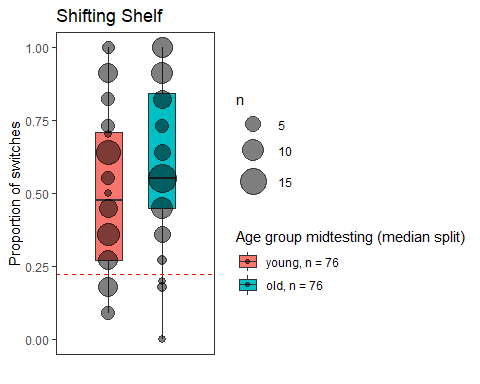 Shifting Shelf
Proportion of switches
1.00
0.75
0.50
0.25
0.00
n
5
10
15
Age group midtesting (median split)
young, n = 76
old, n = 76